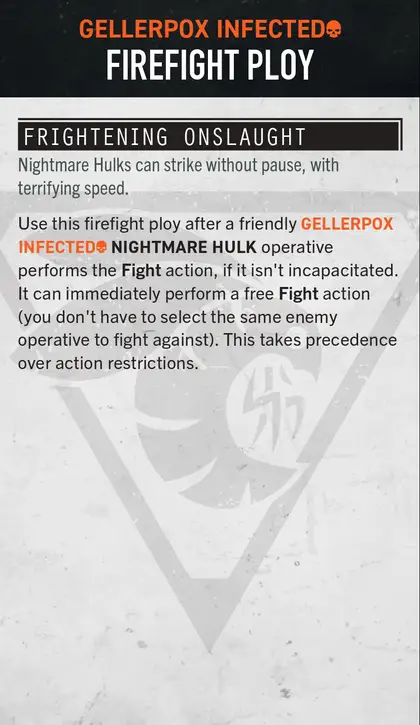 GELLERPOX INFECTED
FIREFIGHT PLOY
FRIGHTENING ONSLAUGHT
Nightmare Hulks can strike without pause, with
terrifying speed.
Use this firefight ploy after a friendly GELLERPOX
INFECTED NIGHTMARE HULK operative
performs the Fight action, if it isn't incapacitated.
It can immediately perform a free Fight action
(you don't have to select the same enemy
operative to fight against). This takes precedence
over action restrictions.